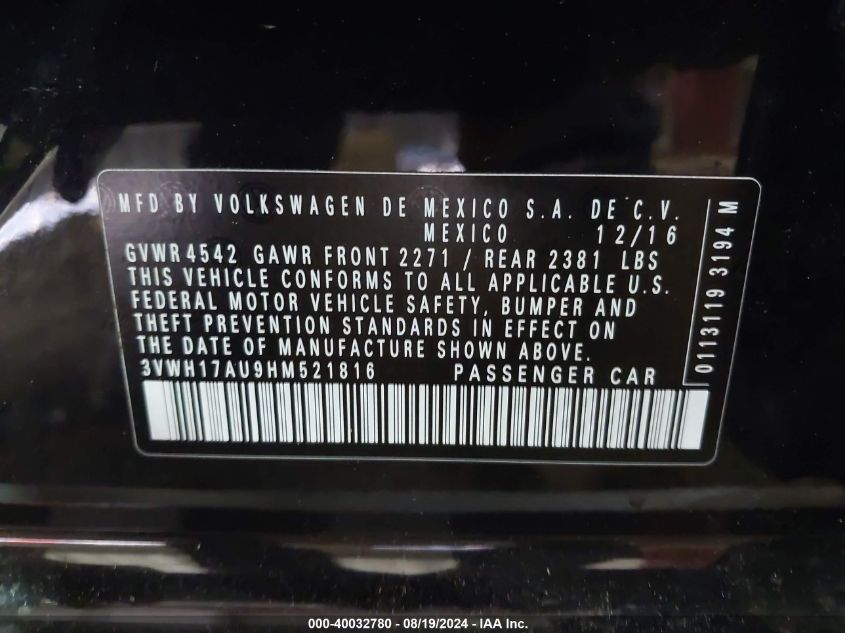 MFD BY VOLKSWAGEN DE MEXICO S.A. DE C.V.
MEXICO 12/16
GVWR 4542 GAWR FRONT 2271 / REAR 2381 LBS
THIS VEHICLE CONFORMS TO ALL APPLICABLE U.S.
FEDERAL MOTOR VEHICLE SAFETY, BUMPER AND
THEFT PREVENTION STANDARDS IN EFFECT ON
THE DATE OF MANUFACTURE SHOWN ABOVE.
3VWH17AU9HM521816 PASSENGER CAR
0113119 3194 M
000-40032780 - 08/19/2024 - IAA Inc.